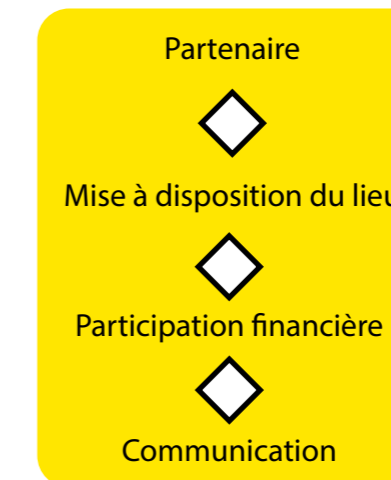 Partenaire
Mise à disposition du lieu
Participation financière
Communication